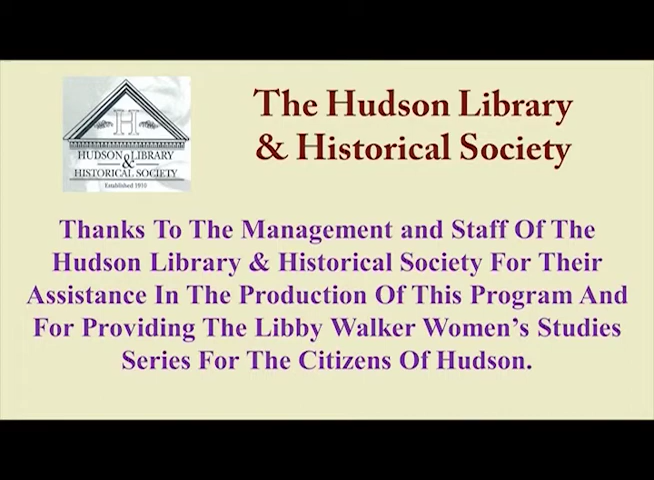 H
HUDSON LIBRARY
&
HISTORICAL SOCIETY
Established 1910
The Hudson Library
& Historical Society
Thanks To The Management and Staff Of The
Hudson Library & Historical Society For Their
Assistance In The Production Of This Program And
For Providing The Libby Walker Women's Studies
Series For The Citizens Of Hudson.